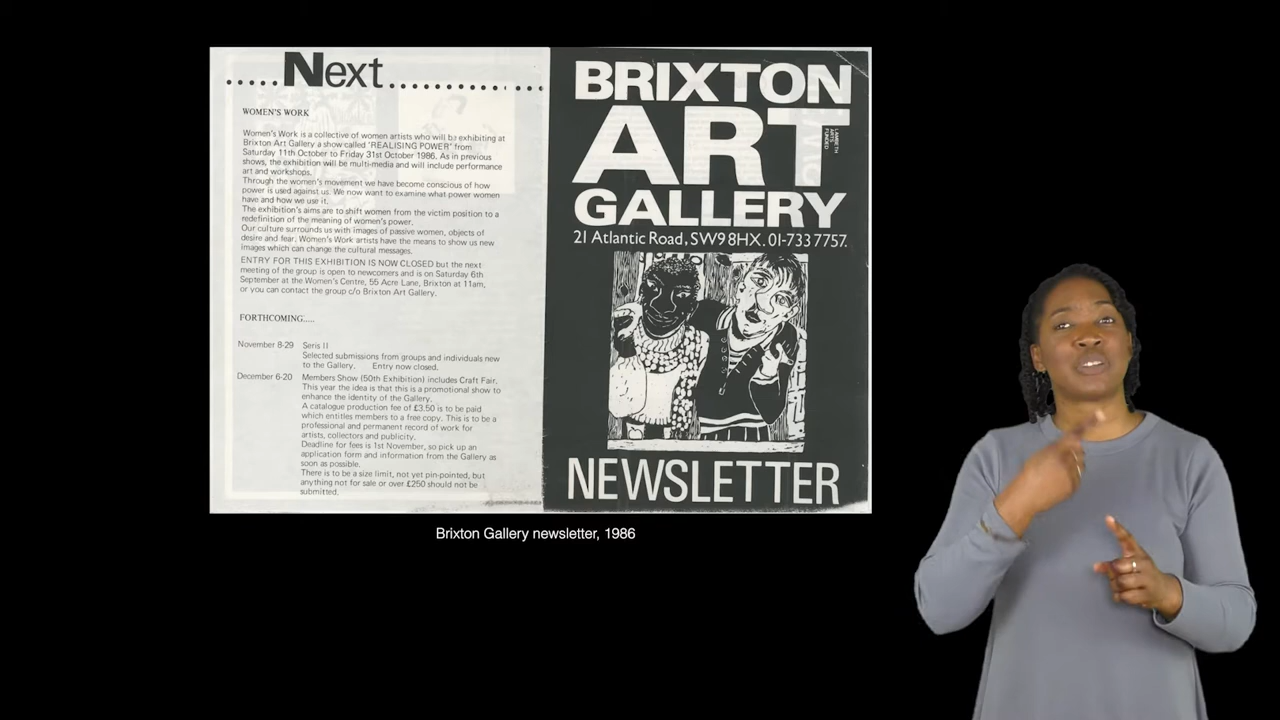 .....Next..................
WOMEN'S WORK
Women's Work is a collective of women artists who will be exhibiting at
Brixton Art Gallery a show called 'REALISING POWER' from
Saturday 11th October to Friday 31st October 1986. As in previous
shows, the exhibition will be multi-media and will include performance
art and workshops.
Through the women's movement we have become conscious of how
power is used against us. We now want to examine what power women
have and how we use it.
The exhibition's aims are to shift women from the victim position to a
redefinition of the meaning of women's power.
Our culture surrounds us with images of passive women, objects of
desire and fear. Women's Work artists have the means to show us new
images which can change the cultural messages.
ENTRY FOR THIS EXHIBITION IS NOW CLOSED but the next
meeting of the group is open to newcomers and is on Saturday 6th
September at the Women's Centre, 55 Acre Lane, Brixton at 11am,
or you can contact the group c/o Brixton Art Gallery.
FORTHCOMING.....
November 8-29 Seris II
Selected submissions from groups and individuals new
to the Gallery. Entry now closed.
December 6-20 Members Show (50th Exhibition) includes Craft Fair.
This year the idea is that this is a promotional show to
enhance the identity of the Gallery.
A catalogue production fee of £3.50 is to be paid
which entitles members to a free copy. This is to be a
professional and permanent record of work for
artists, collectors and publicity.
Deadline for fees is 1st November, so pick up an
application form and information from the Gallery as
soon as possible.
There is to be a size limit, not yet pin-pointed, but
anything not for sale or over £250 should not be
submitted.
BRIXTON
ART
GALLERY
LAMBETH
ARTS
FUNDED
21 Atlantic Road, SW9 8HX. 01-733 7757.
NEWSLETTER
Brixton Gallery newsletter, 1986